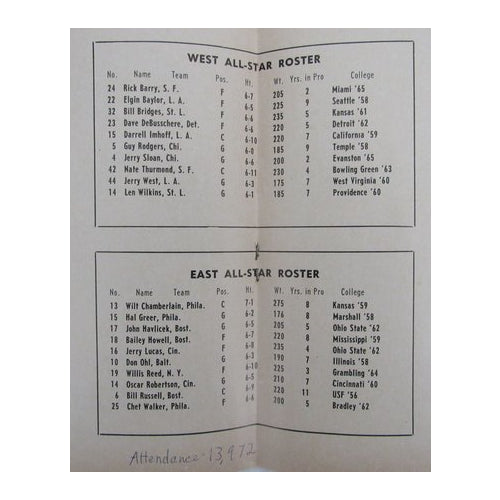 WEST ALL-STAR ROSTER
No. Name Team Pos. Ht. Wt. Yrs. in Pro College
24 Rick Barry, S. F. F 6-7 205 2 Miami '65
22 Elgin Baylor, L. A. F 6-5 225 9 Seattle '58
32 Bill Bridges, St. L. F 6-6 235 5 Kansas '61
23 Dave DeBusschere, Det. F 6-6 220 5 Detroit '62
15 Darrell Imhoff, L. A. C 6-10 220 7 California '59
5 Guy Rodgers, Chi. G 6-0 185 9 Temple '58
4 Jerry Sloan, Chi. G 6-6 200 2 Evanston '65
42 Nate Thurmond, S. F. C 6-11 230 4 Bowling Green '63
44 Jerry West, L. A. G 6-3 175 7 West Virginia '60
14 Len Wilkins, St. L. G 6-1 185 7 Providence '60
EAST ALL-STAR ROSTER
No. Name Team Pos. Ht. Wt. Yrs. in Pro College
13 Wilt Chamberlain, Phila. C 7-1 275 8 Kansas '59
15 Hal Greer, Phila. G 6-2 176 8 Marshall '58
17 John Havlicek, Bost. G 6-5 205 5 Ohio State '62
18 Bailey Howell, Bost. F 6-7 220 8 Mississippi '59
16 Jerry Lucas, Cin. F 6-8 235 4 Ohio State '62
10 Don Ohl, Balt. G 6-3 190 7 Illinois '58
19 Willis Reed, N. Y. F 6-10 235 3 Grambling '64
14 Oscar Robertson, Cin. G 6-5 210 7 Cincinnati '60
6 Bill Russell, Bost. C 6-9 220 11 USF '56
25 Chet Walker, Phila. F 6-6 200 5 Bradley '62
Attendance-13,972